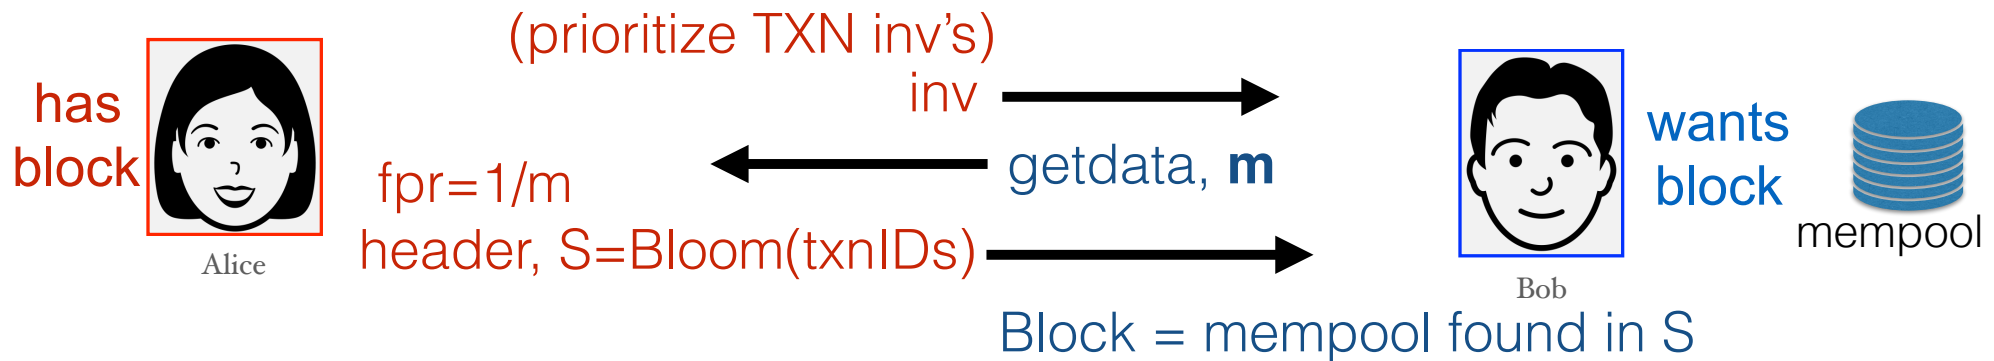 (prioritize TXN inv’s)
has
block
Alice
inv
getdata, m
fpr=1/m
header, S=Bloom(txnIDs)
Bob
wants
block
mempool
Block = mempool found in S